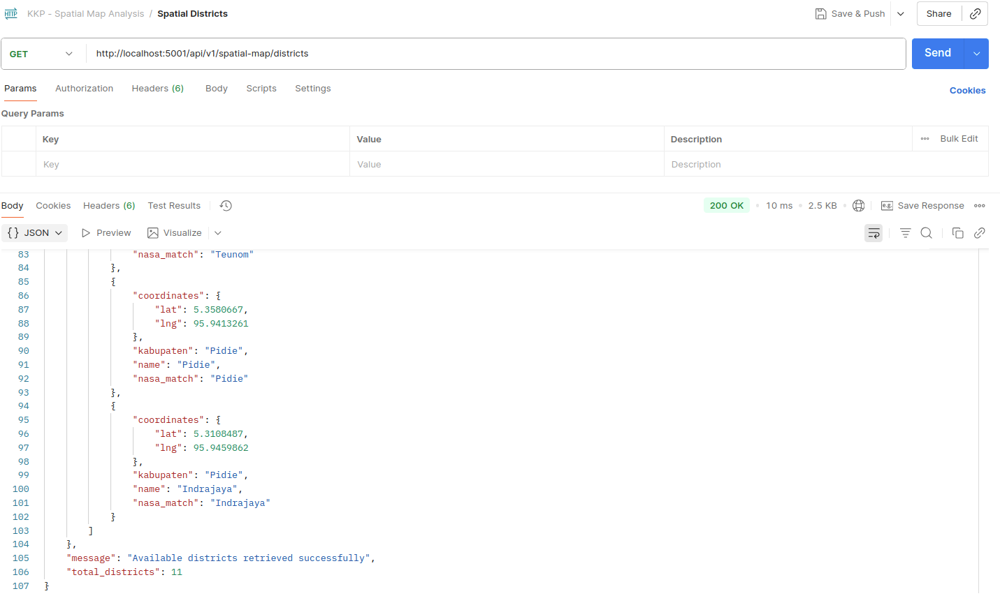 HTTP KKP - Spatial Map Analysis / Spatial Districts Save & Push Share
GET http://localhost:5001/api/v1/spatial-map/districts Send
Params Authorization Headers (6) Body Scripts Settings Cookies
Query Params
Key Value Description Bulk Edit
Key Value Description
Body Cookies Headers (6) Test Results 200 OK 10 ms 2.5 KB e.g. Save Response
{} JSON Preview Visualize
83 "nasa_match": "Teunom"
84 },
85 {
86 "coordinates": {
87 "lat": 5.3580667,
88 "lng": 95.9413261
89 },
90 "kabupaten": "Pidie",
91 "name": "Pidie",
92 "nasa_match": "Pidie"
93 },
94 {
95 "coordinates": {
96 "lat": 5.3108487,
97 "lng": 95.9459862
98 },
99 "kabupaten": "Pidie",
100 "name": "Indrajaya",
101 "nasa_match": "Indrajaya"
102 }
103 ]
104 },
105 "message": "Available districts retrieved successfully",
106 "total_districts": 11
107 }